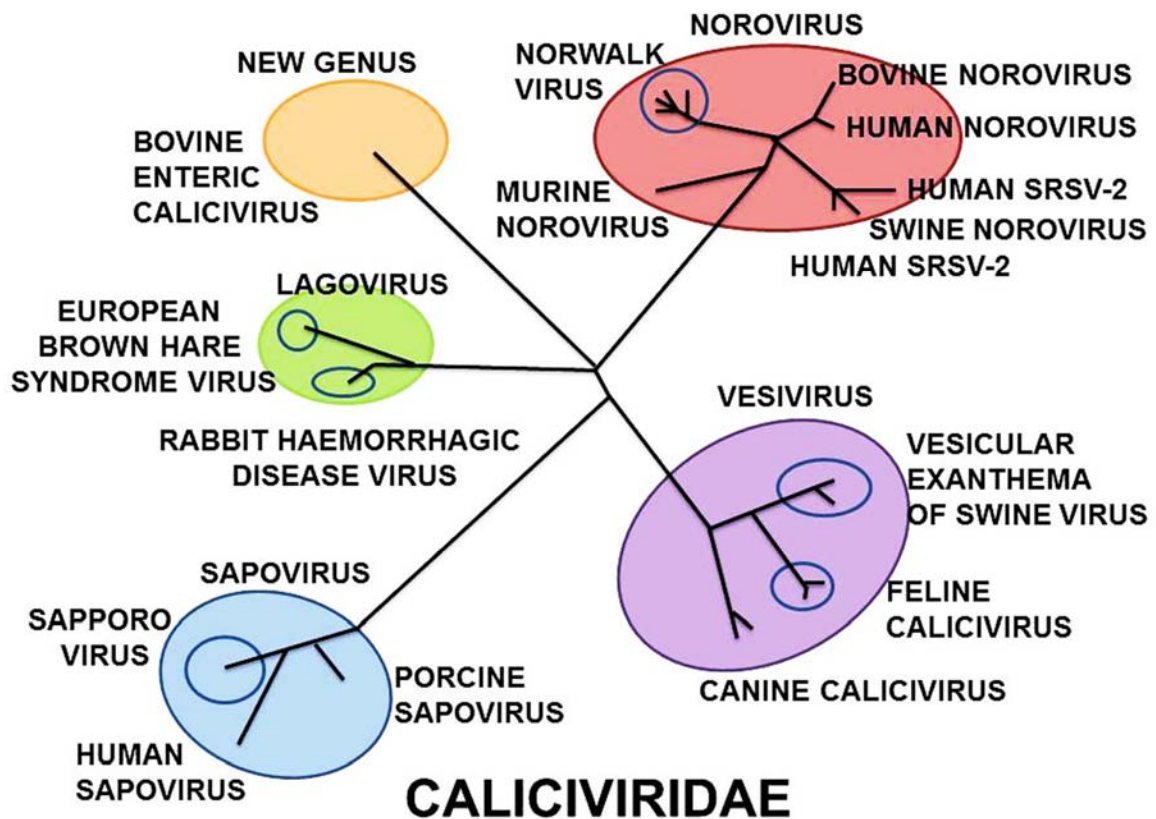 NOROVIRUS
NORWALK
VIRUS
BOVINE NOROVIRUS
HUMAN NOROVIRUS
MURINE
NOROVIRUS
HUMAN SRSV-2
SWINE NOROVIRUS
HUMAN SRSV-2
NEW GENUS
BOVINE
ENTERIC
CALICIVIRUS
LAGOVIRUS
EUROPEAN
BROWN HARE
SYNDROME VIRUS
RABBIT HAEMORRHAGIC
DISEASE VIRUS
VESIVIRUS
VESICULAR
EXANTHEMA
OF SWINE VIRUS
FELINE
CALICIVIRUS
CANINE CALICIVIRUS
SAPOVIRUS
SAPPORO
VIRUS
PORCINE
SAPOVIRUS
HUMAN
SAPOVIRUS
CALICIVIRIDAE